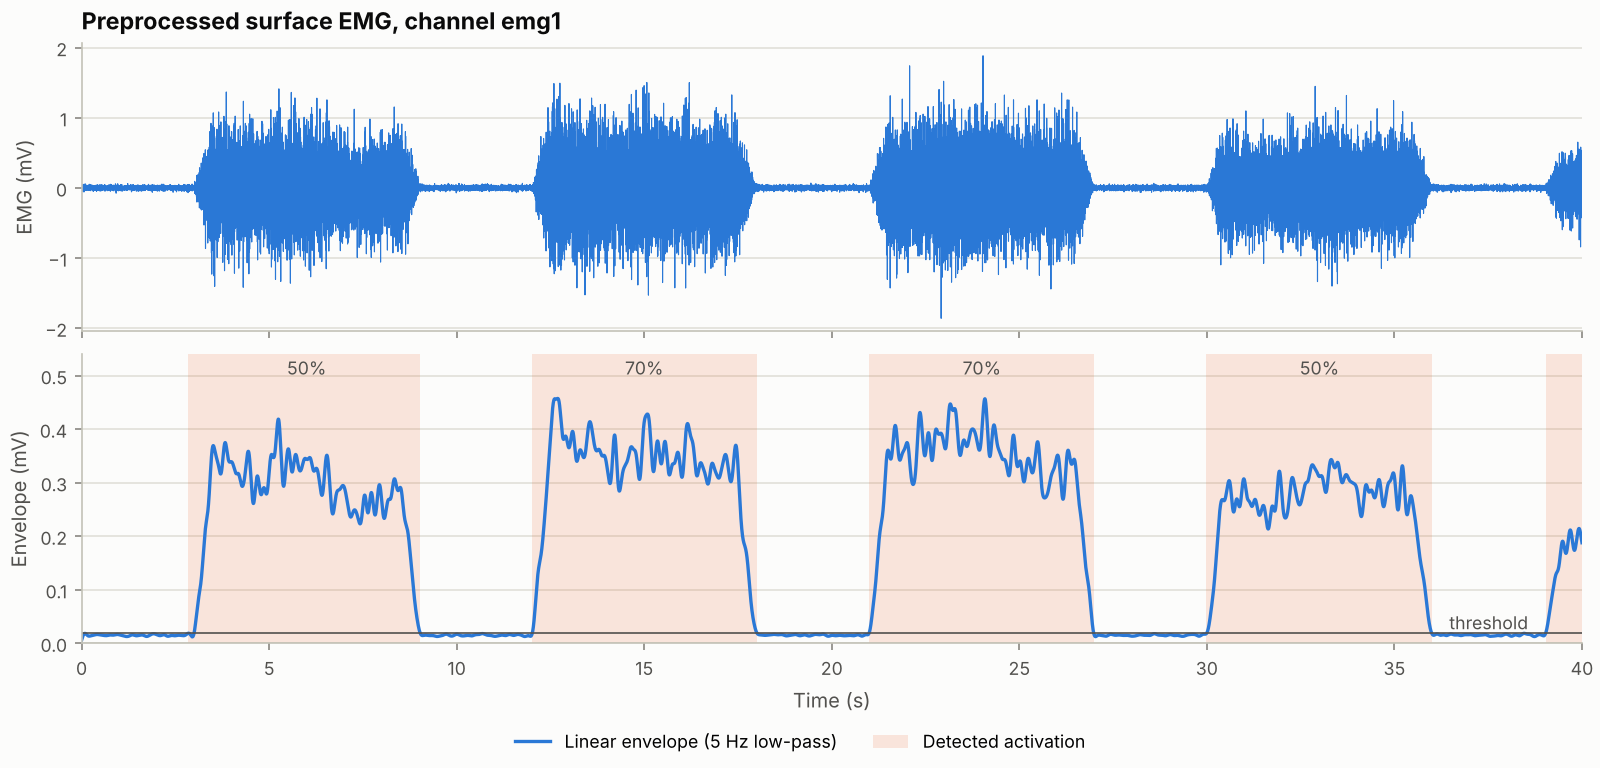 Preprocessed surface EMG, channel emg1
2
1
0
−1
−2
EMG (mV)
50% 70% 70% 50%
0.5
0.4
0.3
0.2
0.1
0.0
Envelope (mV)
threshold
0 5 10 15 20 25 30 35 40
Time (s)
Linear envelope (5 Hz low-pass) Detected activation